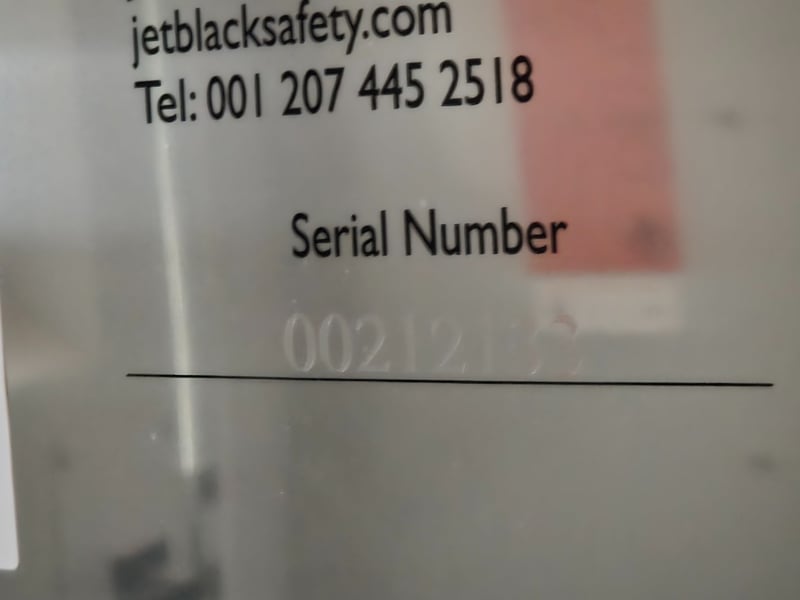 jetblacksafety.com
Tel: 001 207 445 2518
Serial Number